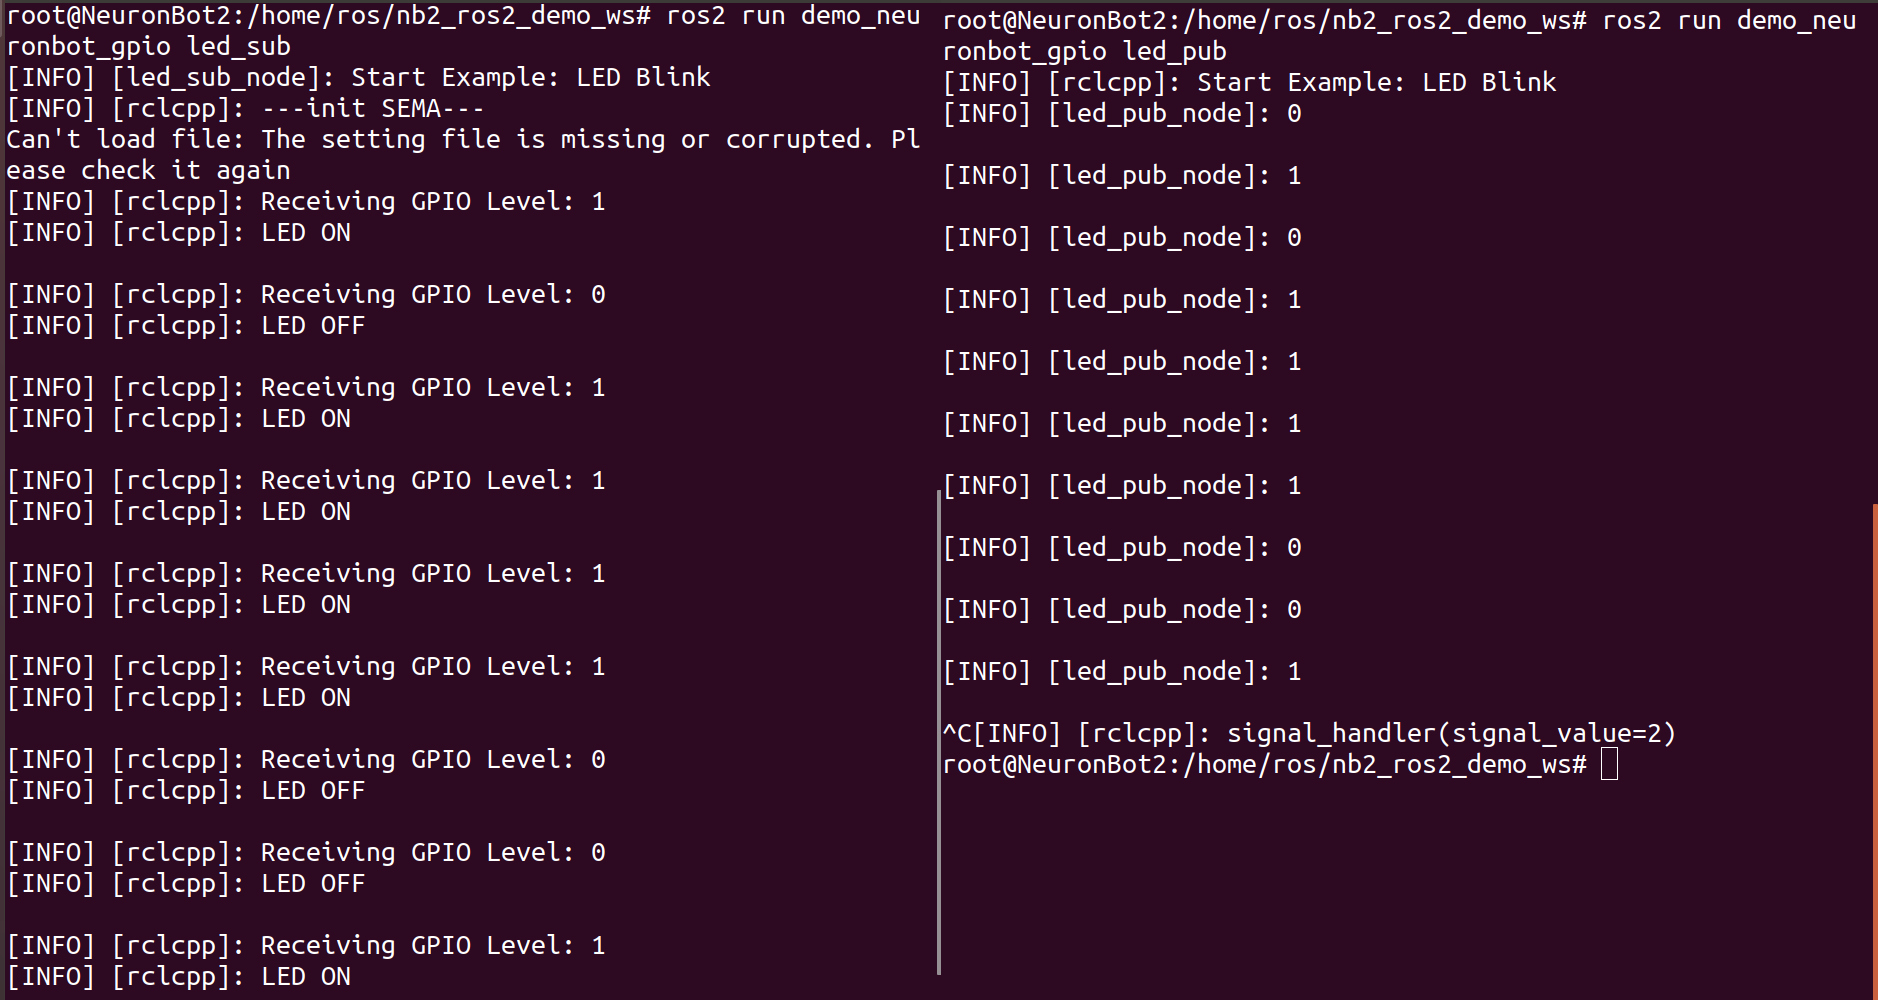 root@NeuronBot2:/home/ros/nb2_ros2_demo_ws# ros2 run demo_neu
ronbot_gpio led_sub
[INFO] [led_sub_node]: Start Example: LED Blink
[INFO] [rclcpp]: ---init SEMA---
Can't load file: The setting file is missing or corrupted. Pl
ease check it again
[INFO] [rclcpp]: Receiving GPIO Level: 1
[INFO] [rclcpp]: LED ON
[INFO] [rclcpp]: Receiving GPIO Level: 0
[INFO] [rclcpp]: LED OFF
[INFO] [rclcpp]: Receiving GPIO Level: 1
[INFO] [rclcpp]: LED ON
[INFO] [rclcpp]: Receiving GPIO Level: 1
[INFO] [rclcpp]: LED ON
[INFO] [rclcpp]: Receiving GPIO Level: 1
[INFO] [rclcpp]: LED ON
[INFO] [rclcpp]: Receiving GPIO Level: 1
[INFO] [rclcpp]: LED ON
[INFO] [rclcpp]: Receiving GPIO Level: 0
[INFO] [rclcpp]: LED OFF
[INFO] [rclcpp]: Receiving GPIO Level: 0
[INFO] [rclcpp]: LED OFF
[INFO] [rclcpp]: Receiving GPIO Level: 1
[INFO] [rclcpp]: LED ON
root@NeuronBot2:/home/ros/nb2_ros2_demo_ws# ros2 run demo_neu
ronbot_gpio led_pub
[INFO] [rclcpp]: Start Example: LED Blink
[INFO] [led_pub_node]: 0
[INFO] [led_pub_node]: 1
[INFO] [led_pub_node]: 0
[INFO] [led_pub_node]: 1
[INFO] [led_pub_node]: 1
[INFO] [led_pub_node]: 1
[INFO] [led_pub_node]: 1
[INFO] [led_pub_node]: 0
[INFO] [led_pub_node]: 0
[INFO] [led_pub_node]: 1
^C[INFO] [rclcpp]: signal_handler(signal_value=2)
root@NeuronBot2:/home/ros/nb2_ros2_demo_ws#